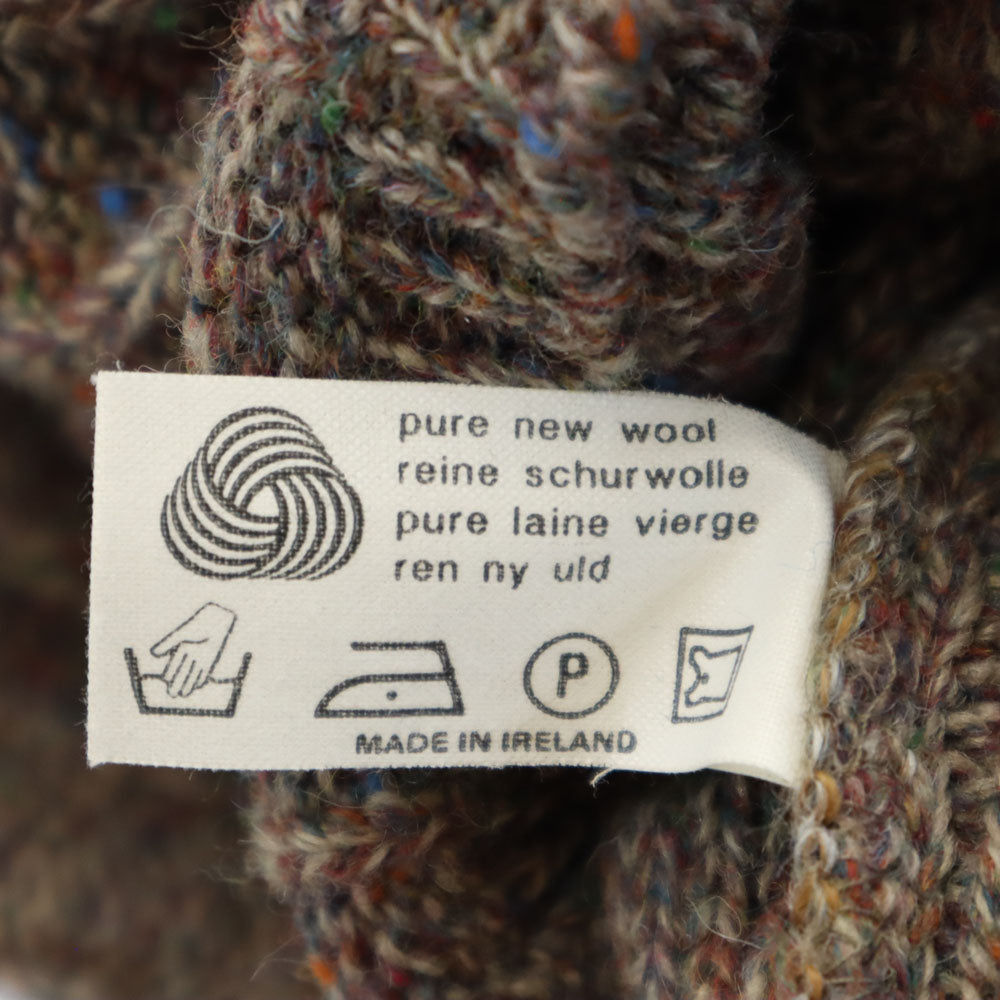 pure new wool
reine schurwolle
pure laine vierge
ren ny uld
P
MADE IN IRELAND